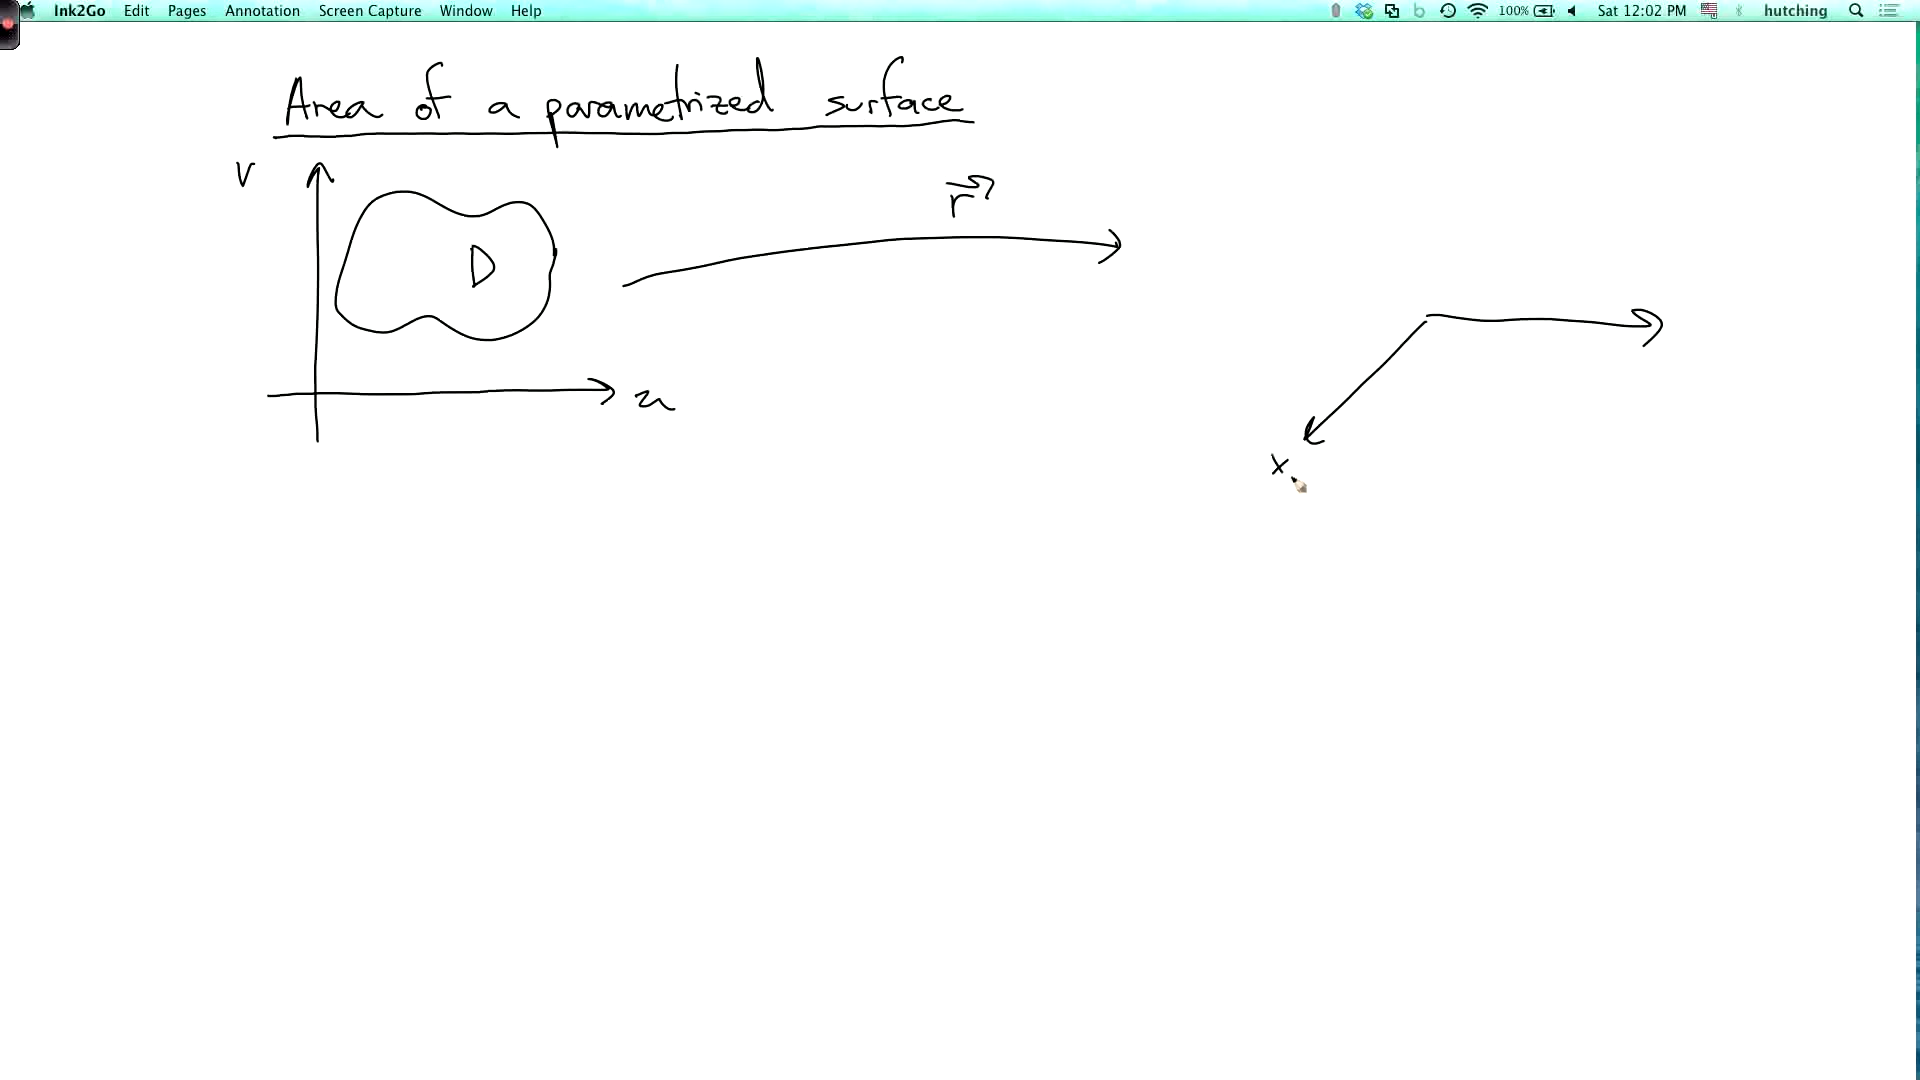 Ink2Go Edit Pages Annotation Screen Capture Window Help 100% Sat 12:02 PM hutching
Area of a parametrized surface
v
r
D
u
x